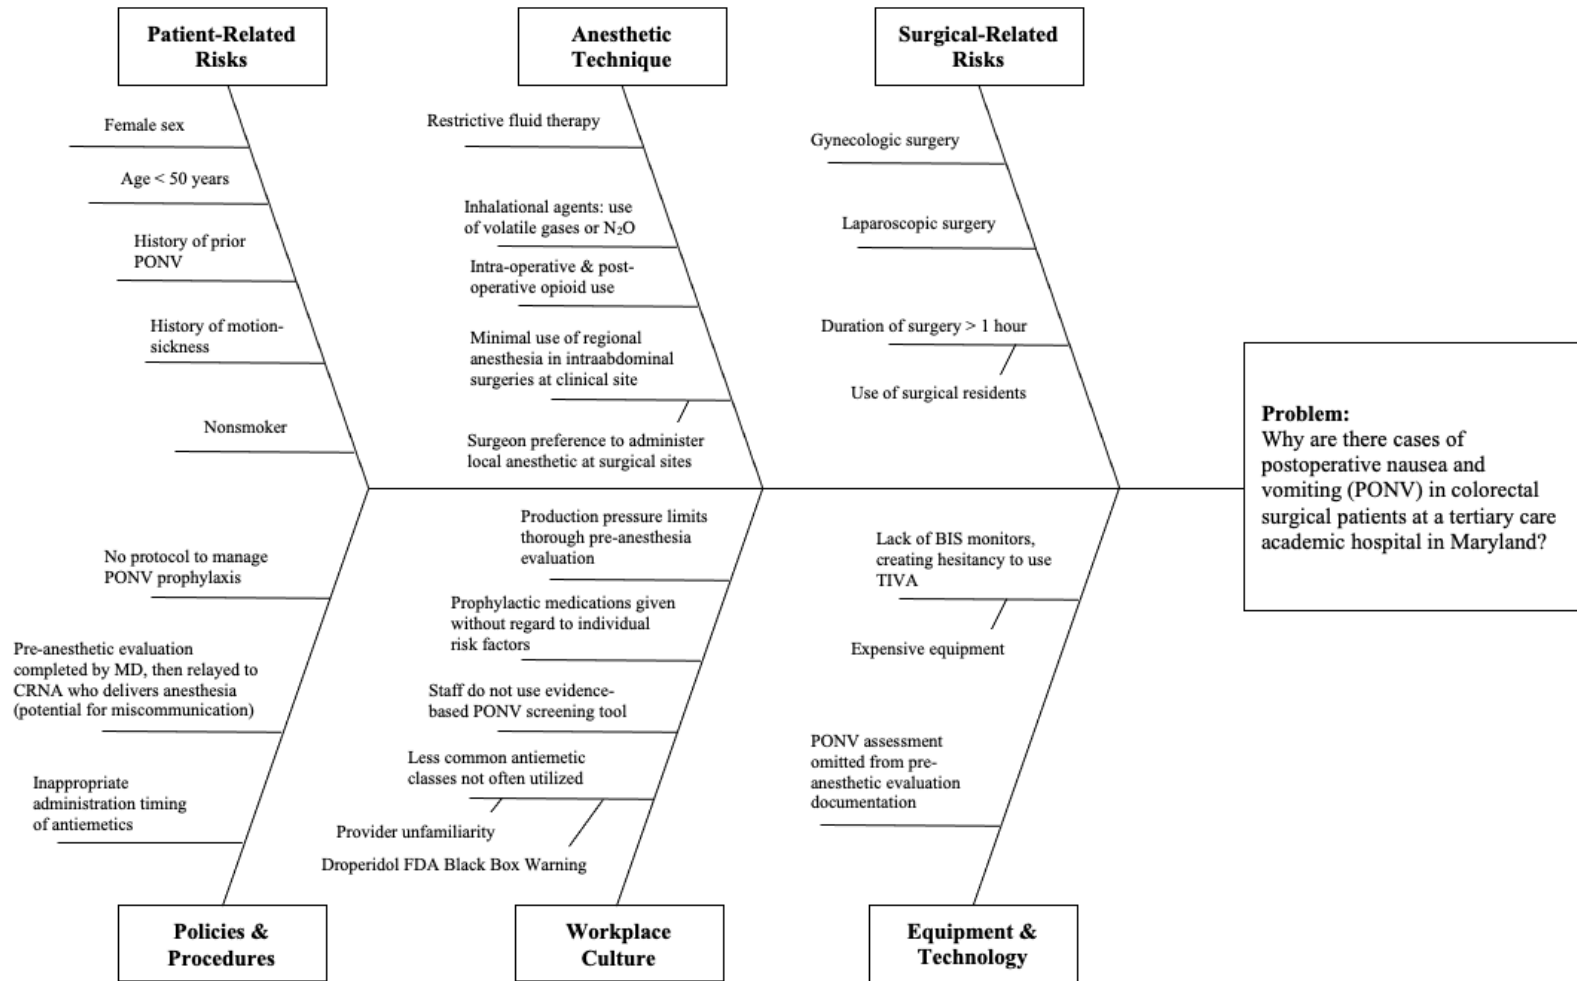 Patient-Related
Risks
Anesthetic
Technique
Surgical-Related
Risks
Female sex
Age < 50 years
History of prior
PONV
History of motion-
sickness
Nonsmoker
Restrictive fluid therapy
Inhalational agents: use
of volatile gases or N₂O
Intra-operative & post-
operative opioid use
Minimal use of regional
anesthesia in intraabdominal
surgeries at clinical site
Surgeon preference to administer
local anesthetic at surgical sites
Gynecologic surgery
Laparoscopic surgery
Duration of surgery > 1 hour
Use of surgical residents
Problem:
Why are there cases of
postoperative nausea and
vomiting (PONV) in colorectal
surgical patients at a tertiary care
academic hospital in Maryland?
No protocol to manage
PONV prophylaxis
Pre-anesthetic evaluation
completed by MD, then relayed to
CRNA who delivers anesthesia
(potential for miscommunication)
Inappropriate
administration timing
of antiemetics
Production pressure limits
thorough pre-anesthesia
evaluation
Prophylactic medications given
without regard to individual
risk factors
Staff do not use evidence-
based PONV screening tool
Less common antiemetic
classes not often utilized
Provider unfamiliarity
Droperidol FDA Black Box Warning
Lack of BIS monitors,
creating hesitancy to use
TIVA
Expensive equipment
PONV assessment
omitted from pre-
anesthetic evaluation
documentation
Policies &
Procedures
Workplace
Culture
Equipment &
Technology